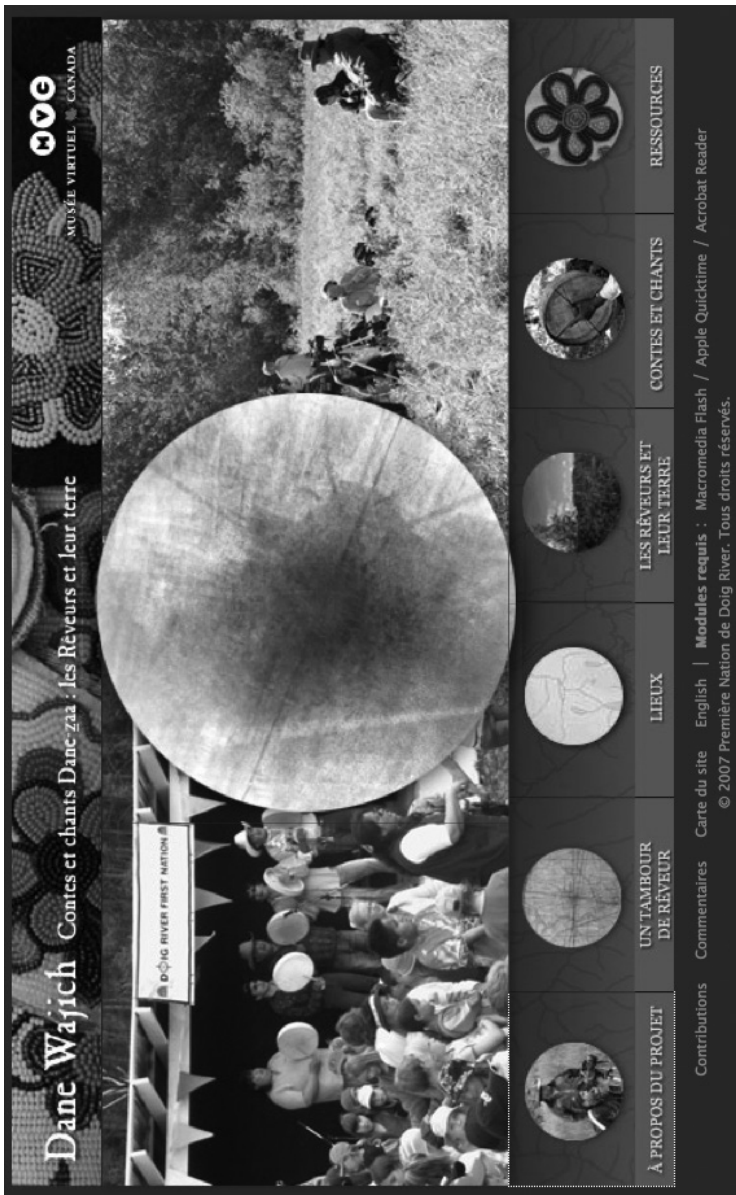 Dane Wajich Contes et chants Dane-zaa : les Rêveurs et leur terre
MVC
MUSÉE VIRTUEL CANADA
DOIG RIVER FIRST NATION
À PROPOS DU PROJET
UN TAMBOUR
DE RÊVEUR
LIEUX
LES RÊVEURS ET
LEUR TERRE
CONTES ET CHANTS
RESSOURCES
Contributions Commentaires Carte du site English | Modules requis : Macromedia Flash / Apple Quicktime / Acrobat Reader
© 2007 Première Nation de Doig River. Tous droits réservés.